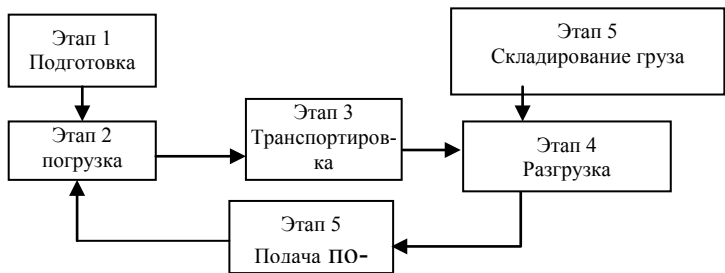 Этап 1
Подготовка
Этап 5
Складирование груза
Этап 2
погрузка
Этап 3
Транспортиров-
ка
Этап 4
Разгрузка
Этап 5
Подача ПО-